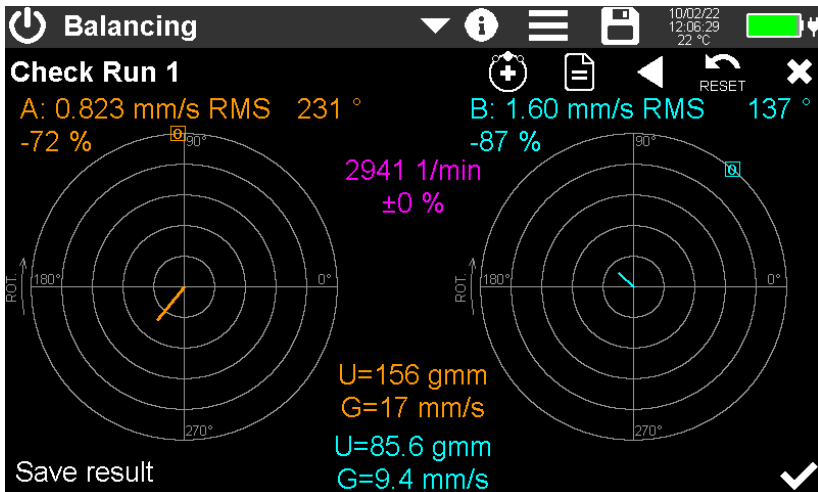 Balancing
i
10/02/22
12:06:29
22 °C
Check Run 1
RESET
A: 0.823 mm/s RMS 231 °
-72 %
B: 1.60 mm/s RMS 137 °
-87 %
2941 1/min
±0 %
0
90°
180°
0°
270°
ROT.
0
90°
180°
0°
270°
ROT.
U=156 gmm
G=17 mm/s
U=85.6 gmm
G=9.4 mm/s
Save result